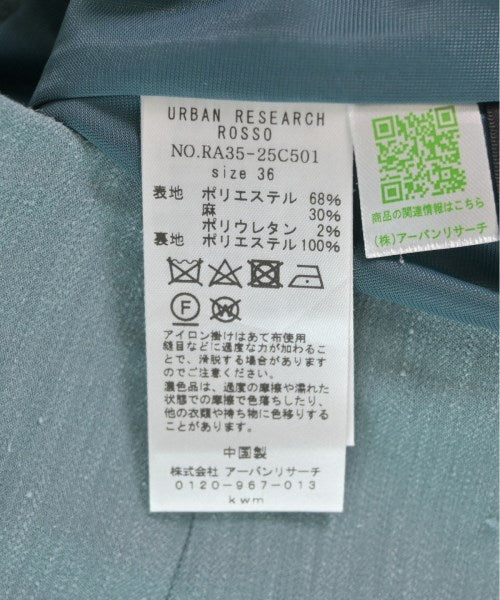 URBAN RESEARCH
ROSSO
NO.RA35-25C501
size 36
表地 ポリエステル 68%
麻 30%
ポリウレタン 2%
裏地 ポリエステル 100%
F W
アイロン掛けはあて布使用
縫目などに過度な力が加わるこ
とで、滑脱する場合があります
のでご注意ください。
濃色品は、過度の摩擦や濡れた
状態での摩擦で色落ちしたり、
他の衣類や持ち物に色移りする
ことがあります。
中国製
株式会社 アーバンリサーチ
0120-967-013
kwm
商品の関連情報はこちら
(株)アーバンリサーチ